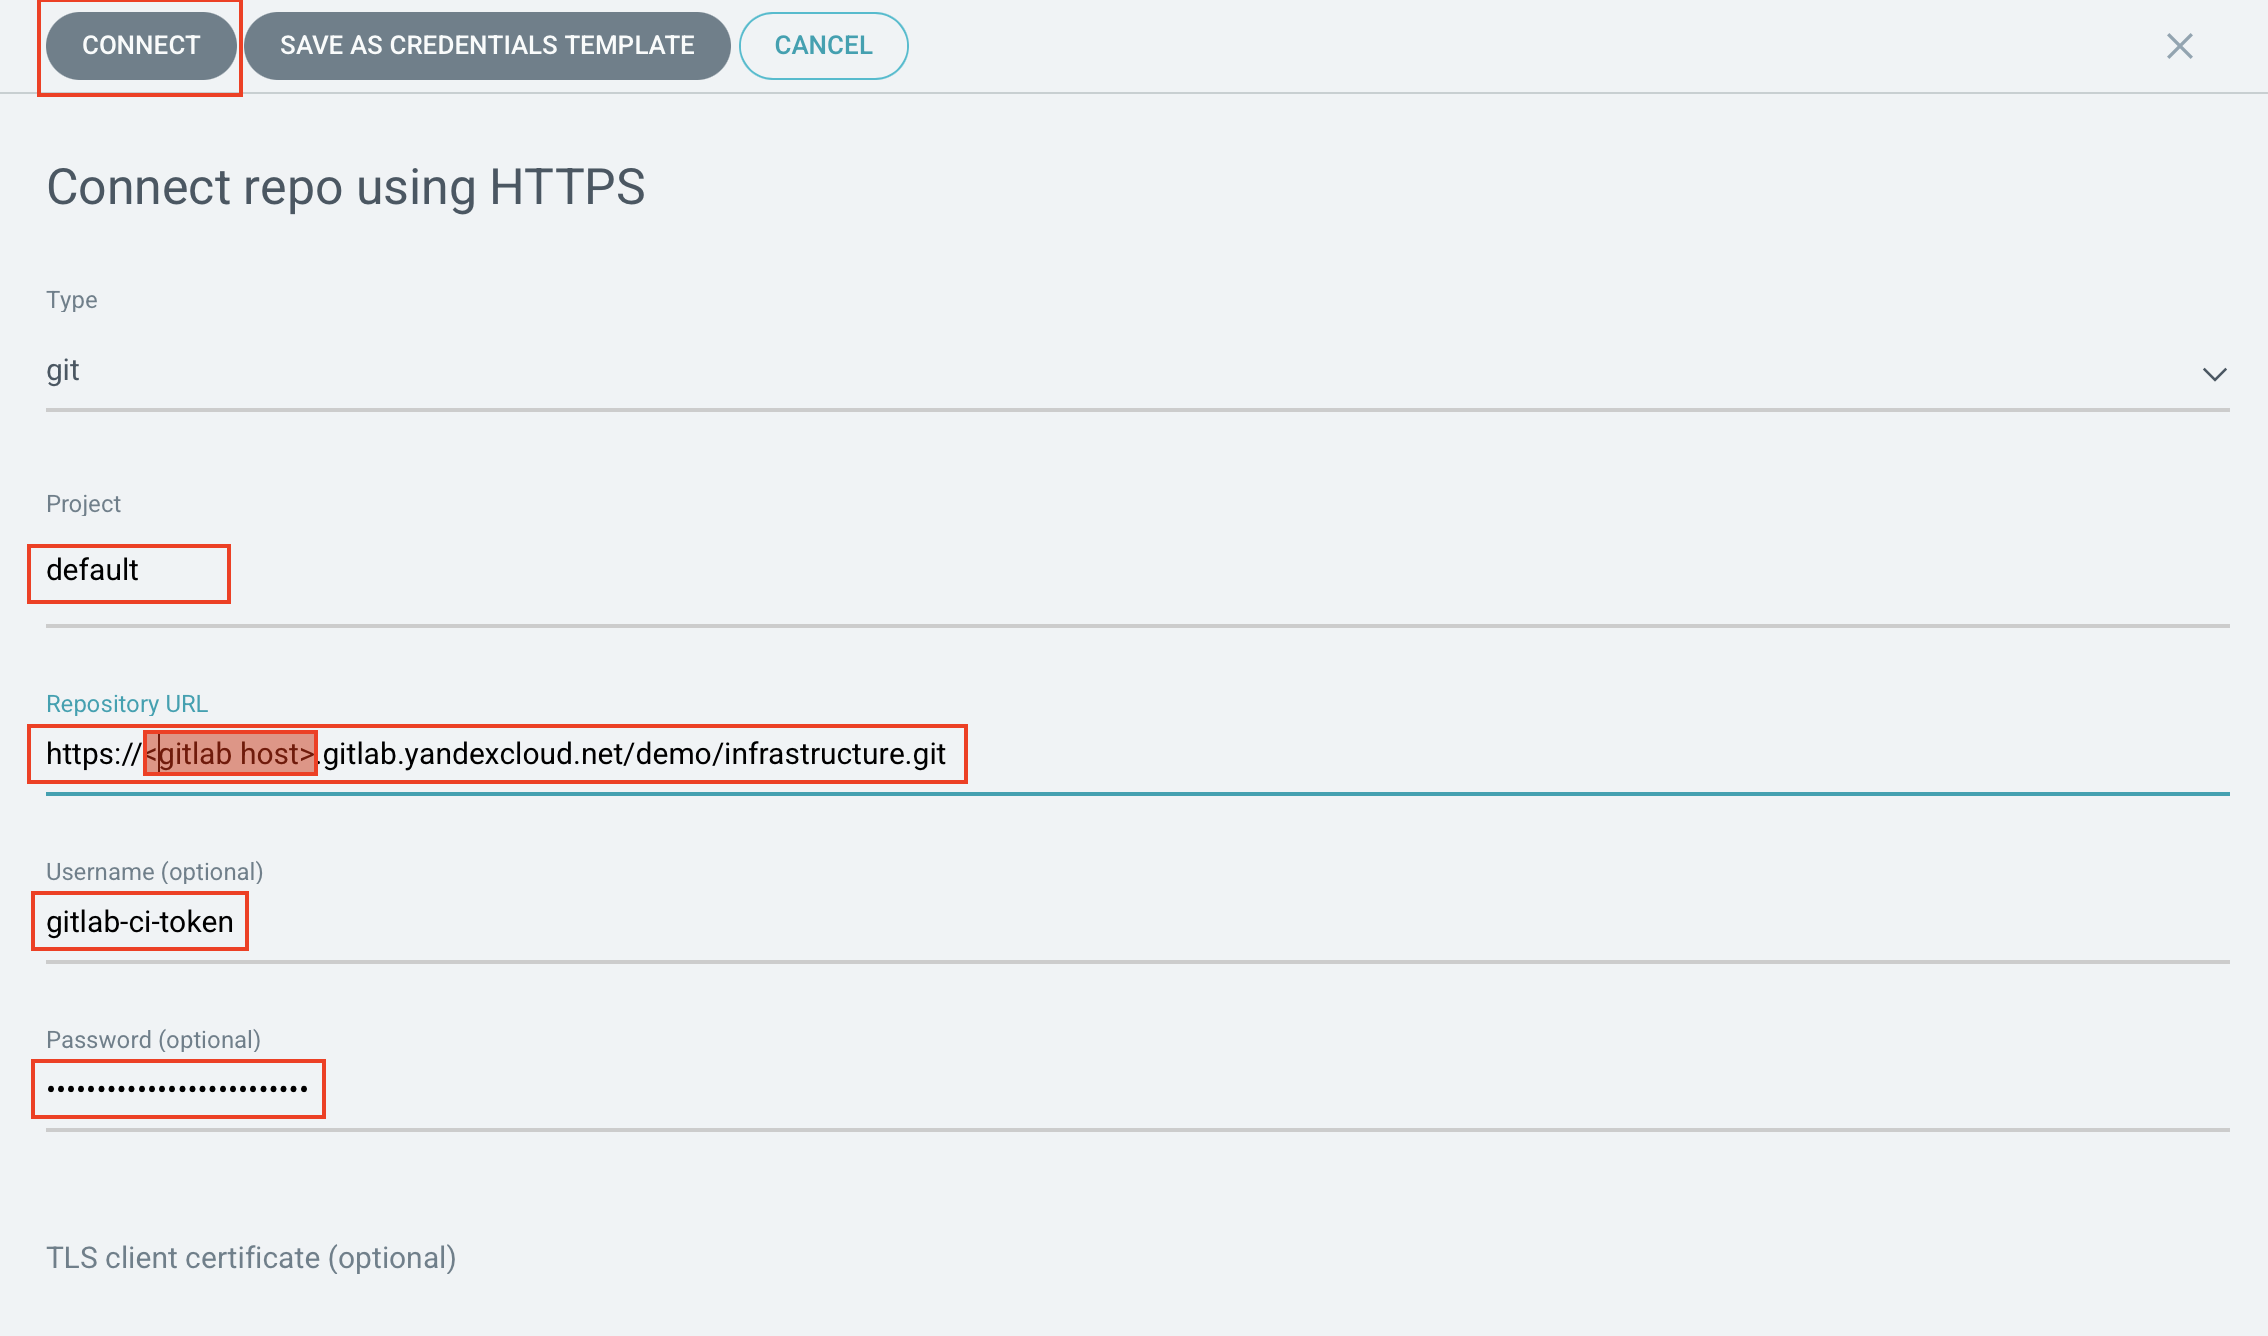 CONNECT SAVE AS CREDENTIALS TEMPLATE CANCEL
Connect repo using HTTPS
Type
git
Project
default
Repository URL
https://<gitlab host>.gitlab.yandexcloud.net/demo/infrastructure.git
Username (optional)
gitlab-ci-token
Password (optional)
••••••••••••••••••••••••••
TLS client certificate (optional)